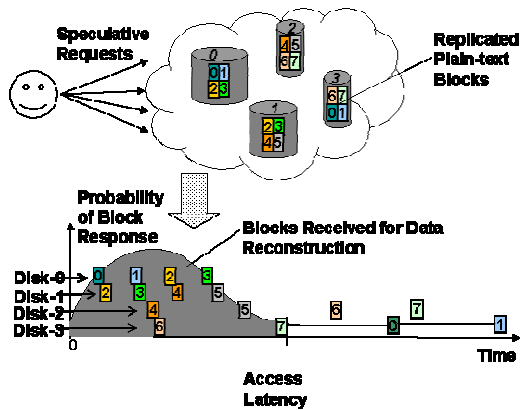 Speculative
Requests
0
0 1
2 3
2
4 5
6 7
3
6 7
0 1
1
2 3
4 5
Replicated
Plain-text
Blocks
Probability
of Block
Response
Blocks Received for Data
Reconstruction
Disk-0 0 1 2 3
Disk-1 2 3 4 5
Disk-2 4 5 6 7
Disk-3 6 7 0 1
0
Time
Access
Latency